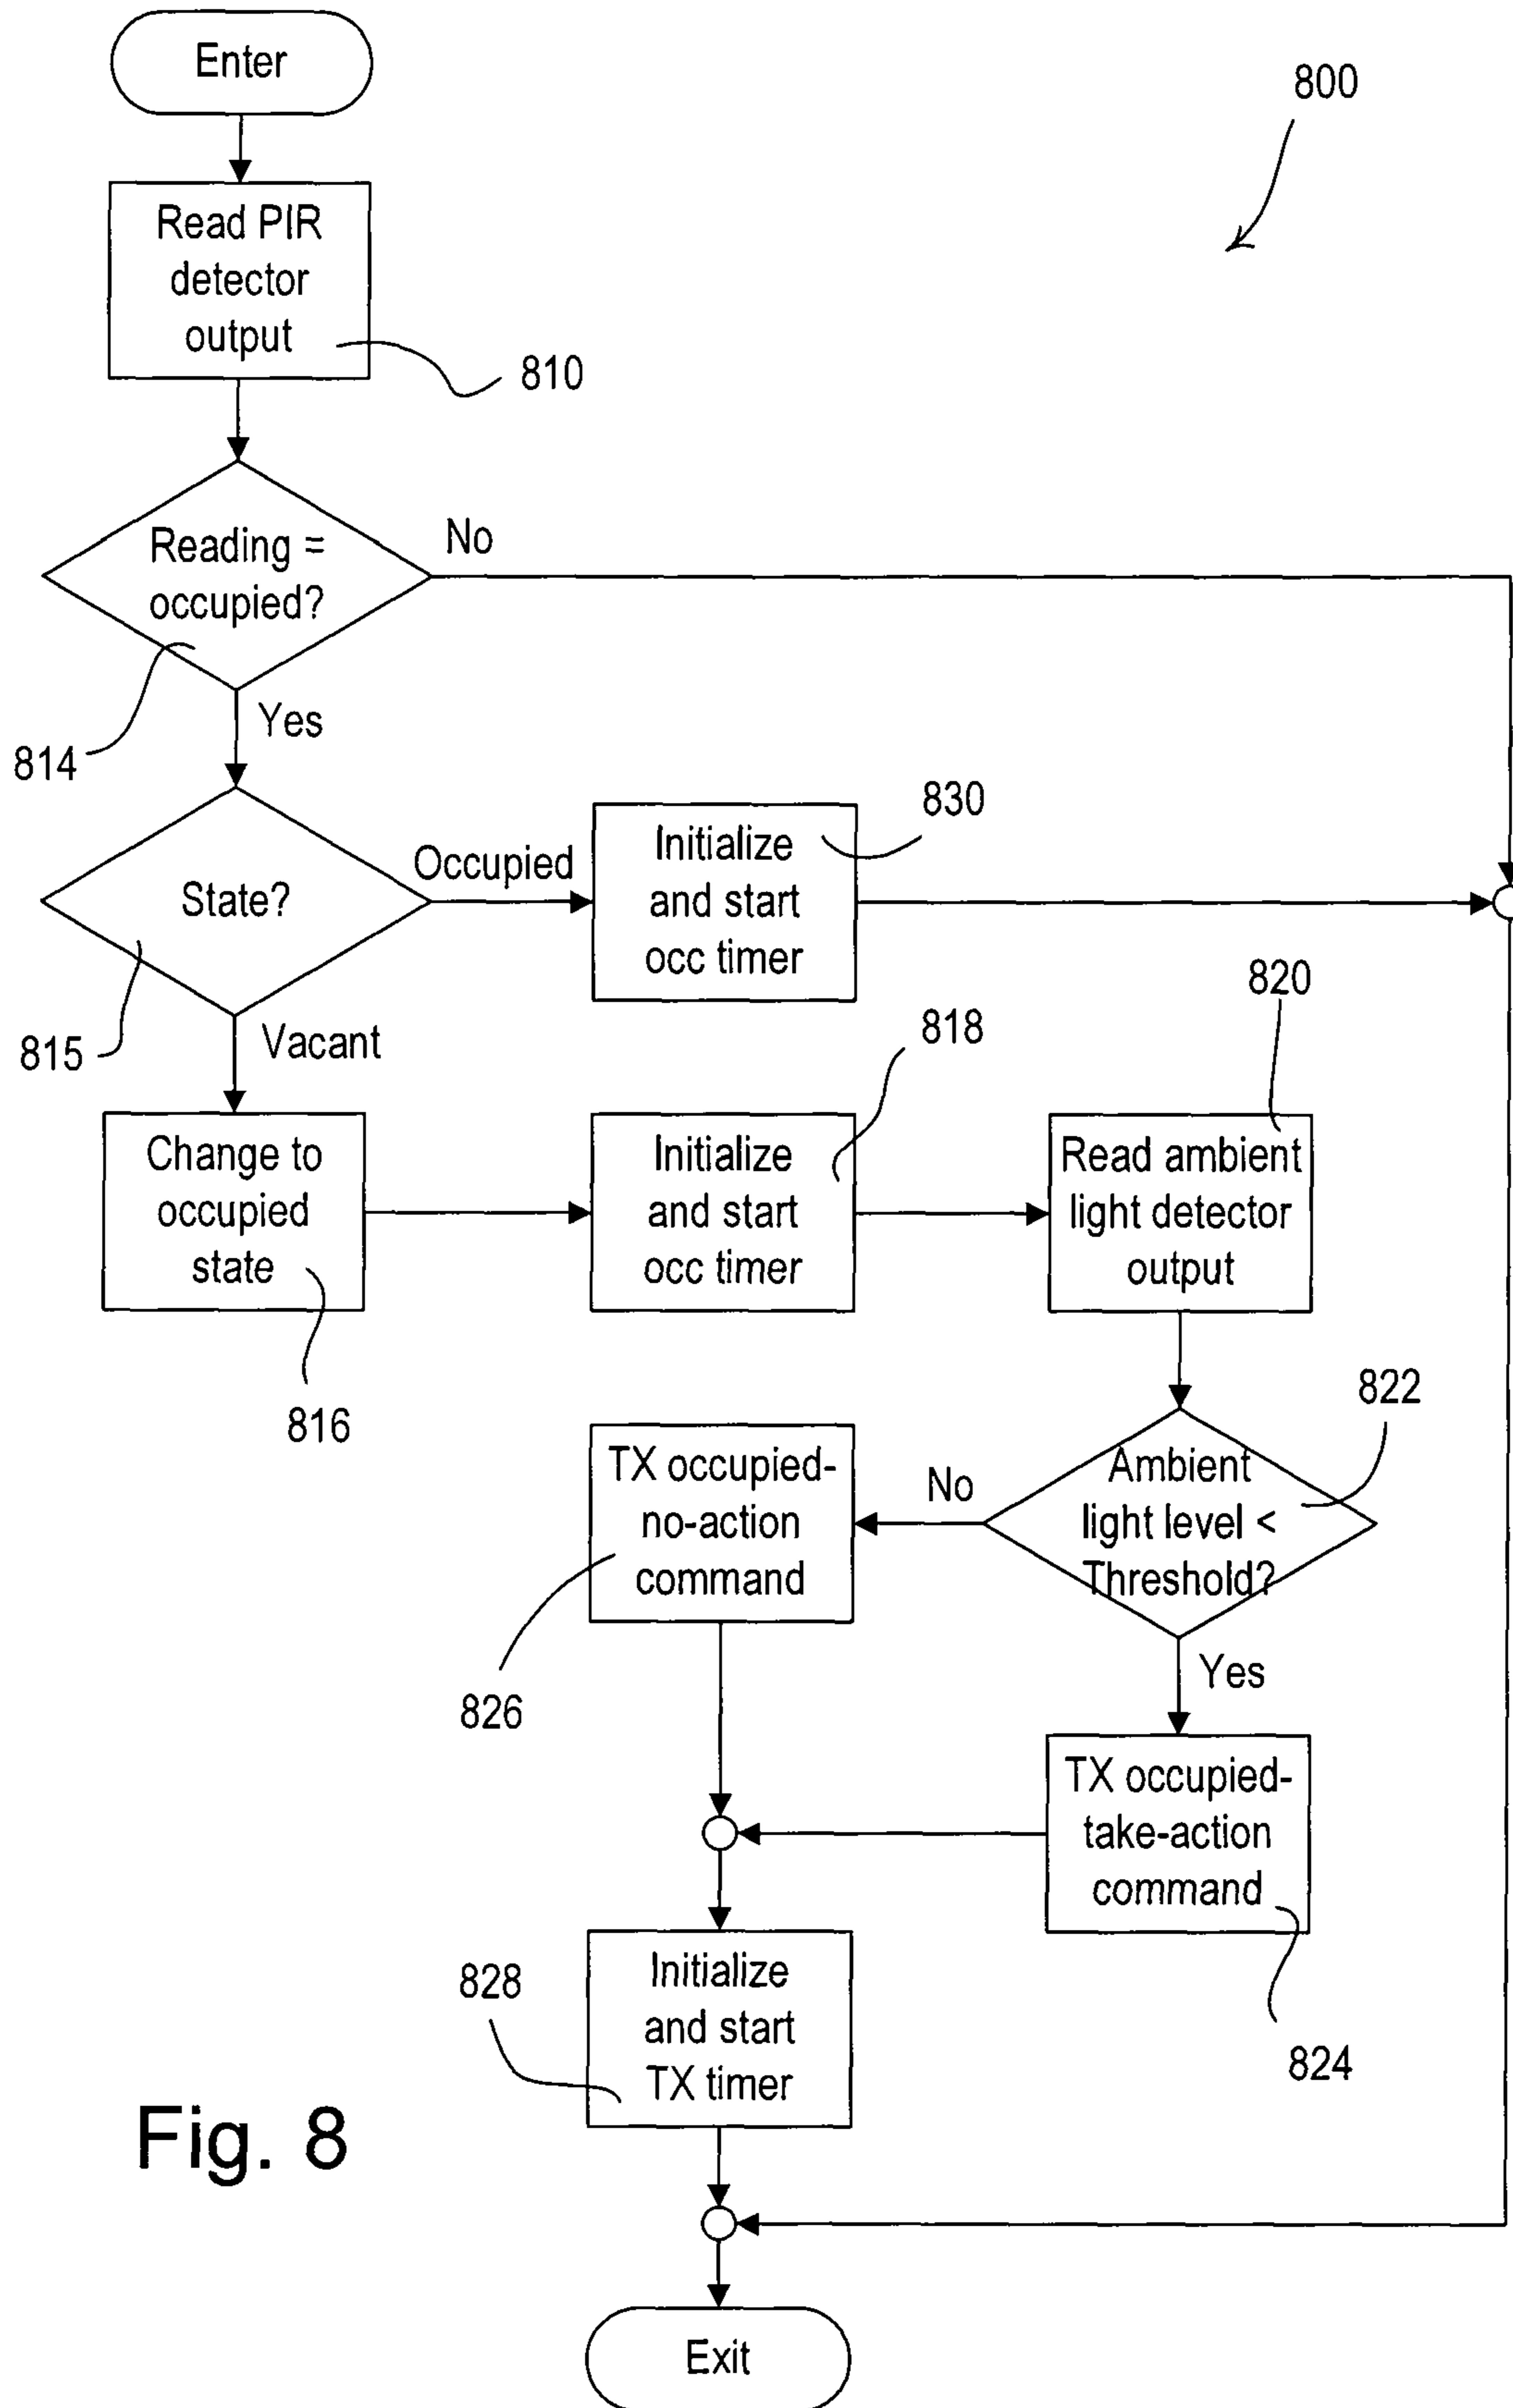 Enter
800
Read PIR
detector
output
810
Reading =
occupied?
No
814
Yes
State?
Occupied
Initialize
and start
occ timer
830
815
Vacant
Change to
occupied
state
816
Initialize
and start
occ timer
818
Read ambient
light detector
output
820
Ambient
light level <
Threshold?
822
No
TX occupied-
no-action
command
826
Yes
TX occupied-
take-action
command
824
Initialize
and start
TX timer
828
Exit
Fig. 8